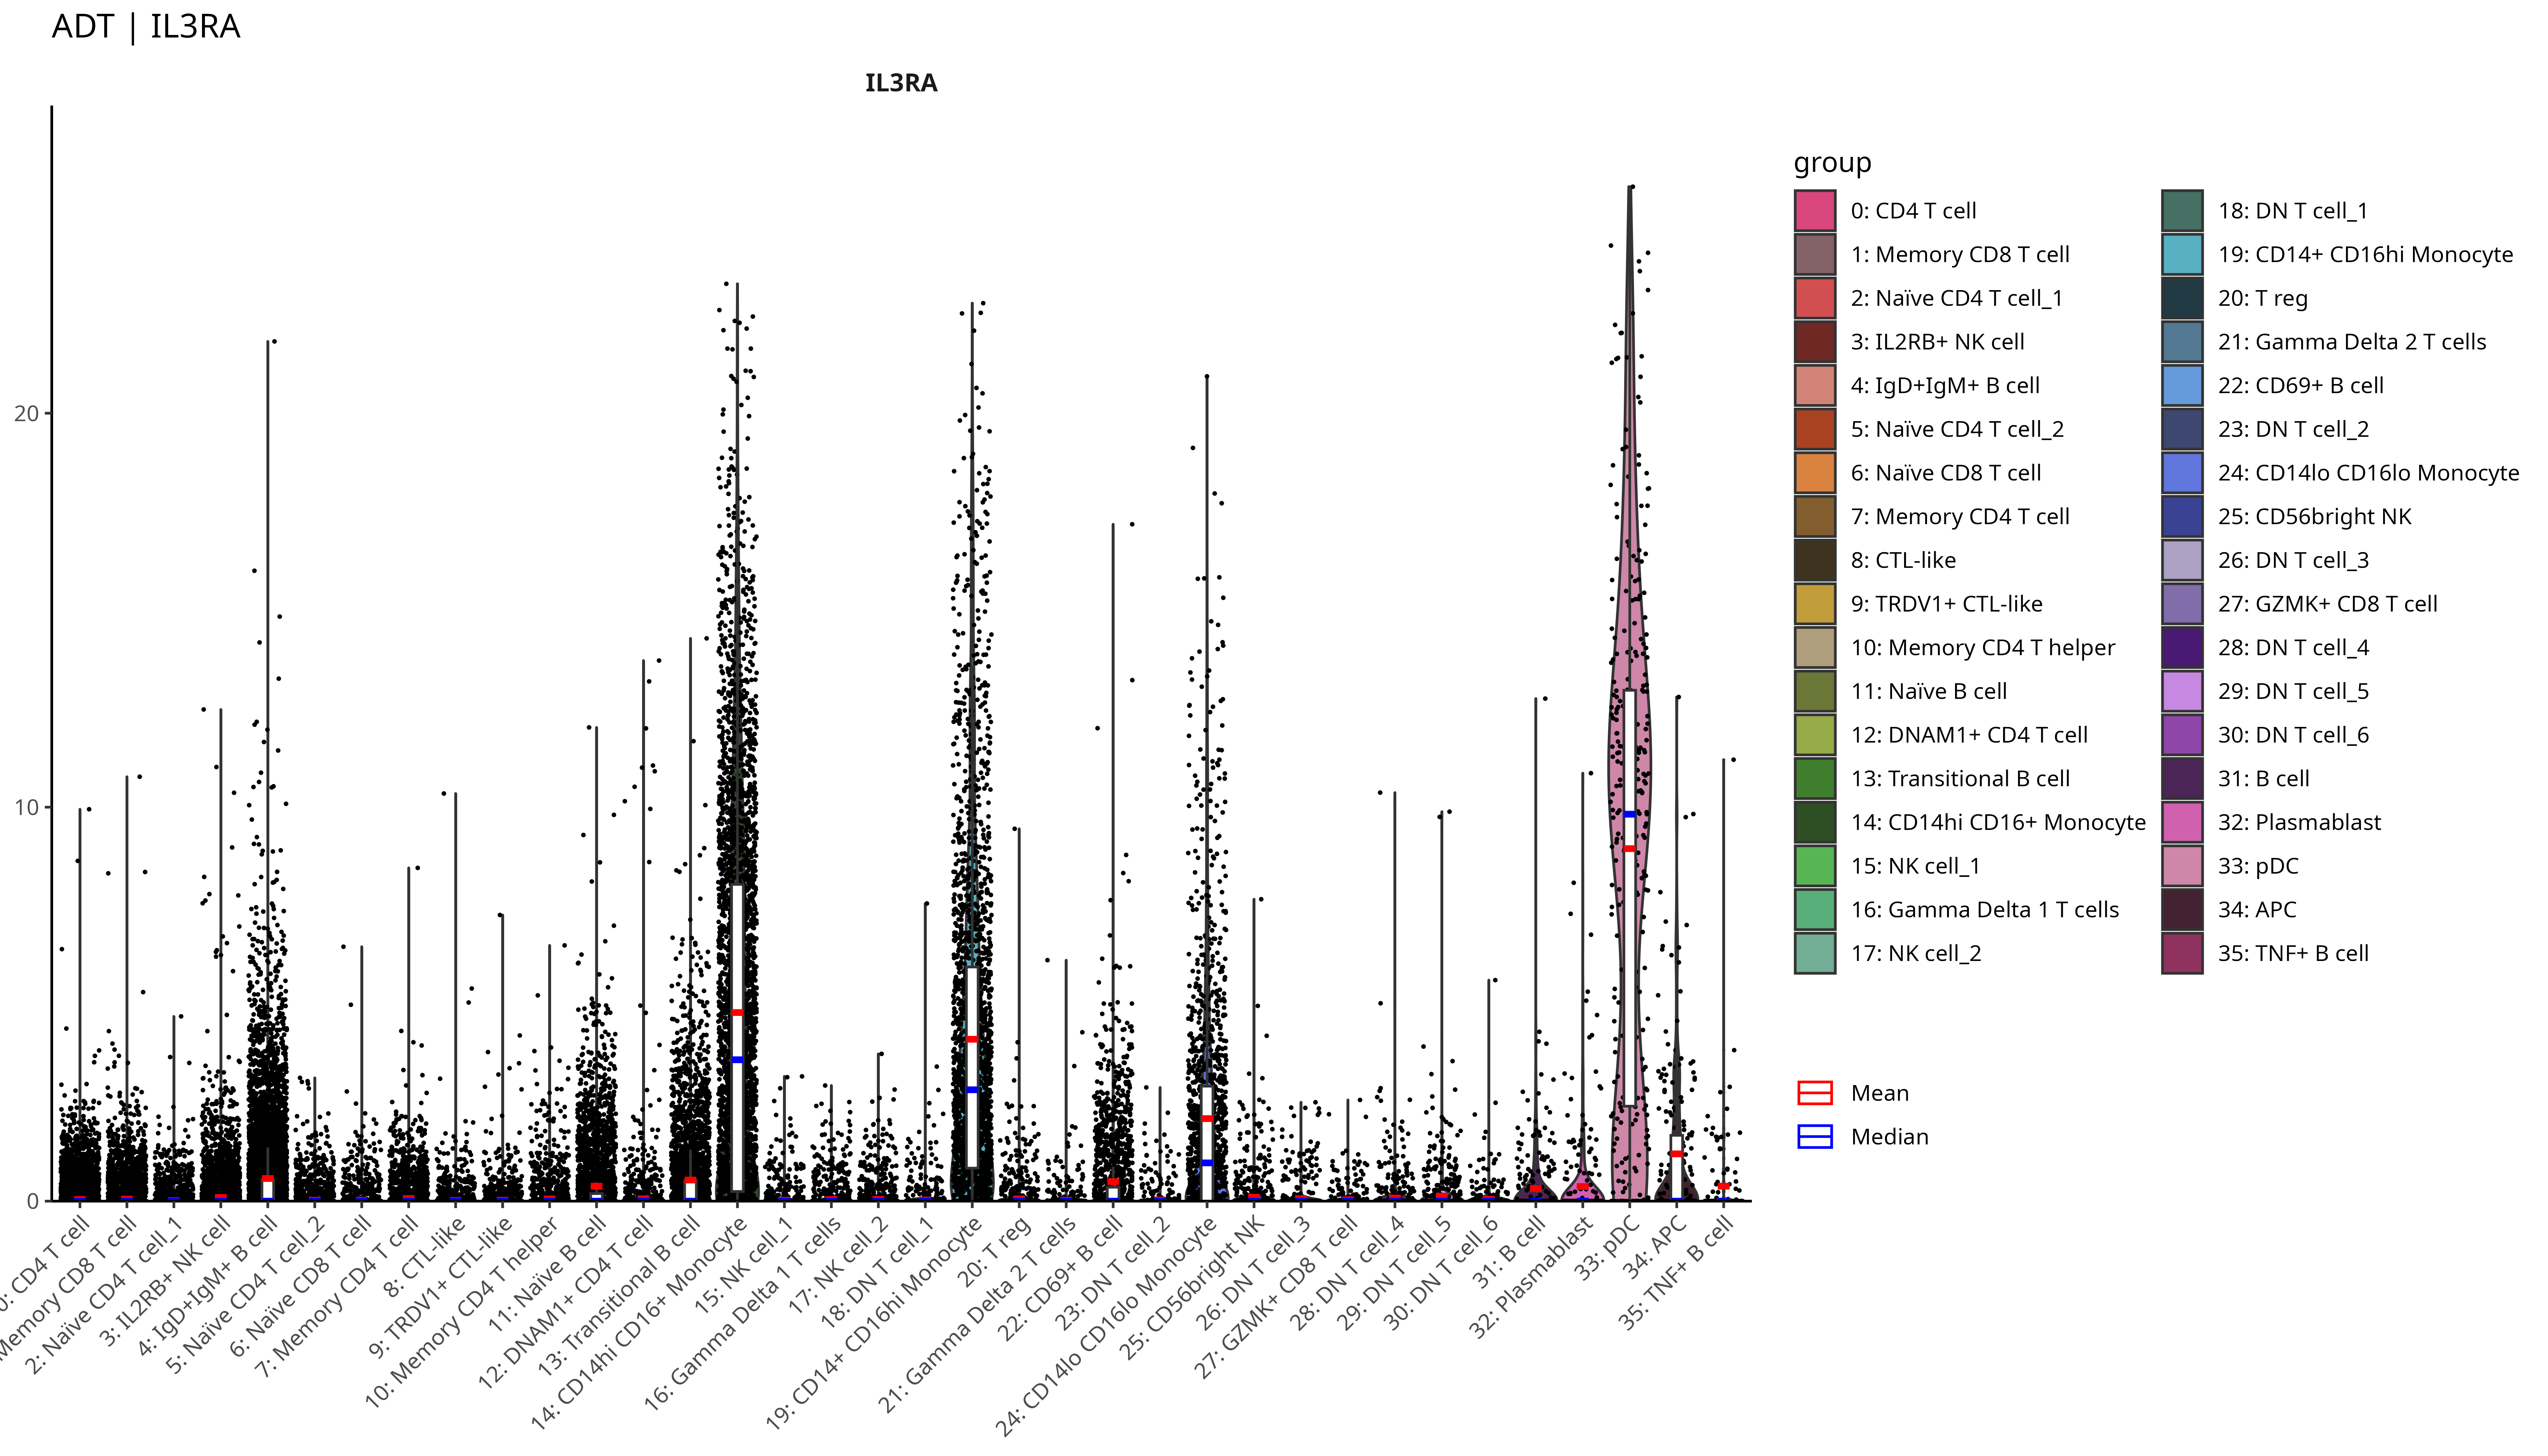 ADT | IL3RA
IL3RA
20
10
0
0: CD4 T cell
Memory CD8 T cell
2: Naïve CD4 T cell_1
3: IL2RB+ NK cell
4: IgD+IgM+ B cell
5: Naïve CD4 T cell_2
6: Naïve CD8 T cell
7: Memory CD4 T cell
8: CTL-like
9: TRDV1+ CTL-like
10: Memory CD4 T helper
11: Naïve B cell
12: DNAM1+ CD4 T cell
13: Transitional B cell
14: CD14hi CD16+ Monocyte
15: NK cell_1
16: Gamma Delta 1 T cells
17: NK cell_2
18: DN T cell_1
19: CD14+ CD16hi Monocyte
20: T reg
21: Gamma Delta 2 T cells
22: CD69+ B cell
23: DN T cell_2
24: CD14lo CD16lo Monocyte
25: CD56bright NK
26: DN T cell_3
27: GZMK+ CD8 T cell
28: DN T cell_4
29: DN T cell_5
30: DN T cell_6
31: B cell
32: Plasmablast
33: pDC
34: APC
35: TNF+ B cell
group
0: CD4 T cell
1: Memory CD8 T cell
2: Naïve CD4 T cell_1
3: IL2RB+ NK cell
4: IgD+IgM+ B cell
5: Naïve CD4 T cell_2
6: Naïve CD8 T cell
7: Memory CD4 T cell
8: CTL-like
9: TRDV1+ CTL-like
10: Memory CD4 T helper
11: Naïve B cell
12: DNAM1+ CD4 T cell
13: Transitional B cell
14: CD14hi CD16+ Monocyte
15: NK cell_1
16: Gamma Delta 1 T cells
17: NK cell_2
18: DN T cell_1
19: CD14+ CD16hi Monocyte
20: T reg
21: Gamma Delta 2 T cells
22: CD69+ B cell
23: DN T cell_2
24: CD14lo CD16lo Monocyte
25: CD56bright NK
26: DN T cell_3
27: GZMK+ CD8 T cell
28: DN T cell_4
29: DN T cell_5
30: DN T cell_6
31: B cell
32: Plasmablast
33: pDC
34: APC
35: TNF+ B cell
Mean
Median